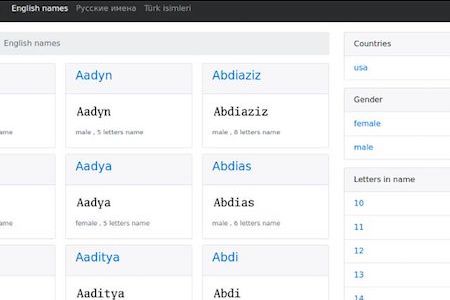 English names Русские имена Türk isimleri
English names
Aadyn
Aadyn
male , 5 letters name
Abdiaziz
Abdiaziz
male , 8 letters name
Aadya
Aadya
female , 5 letters name
Abdias
Abdias
male , 6 letters name
Aaditya
Aaditya
Abdi
Abdi
Countries
usa
Gender
female
male
Letters in name
10
11
12
13
14